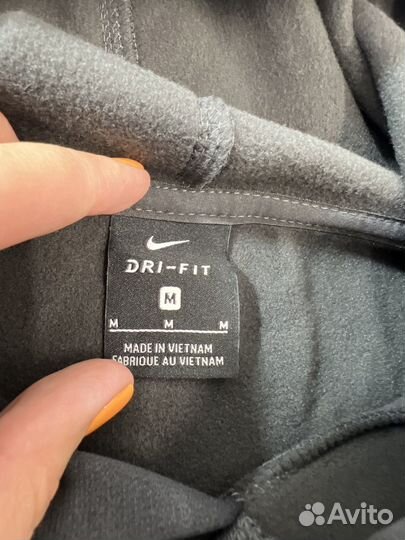 DRI-FIT
M
M M M
MADE IN VIETNAM
FABRIQUE AU VIETNAM
Avito